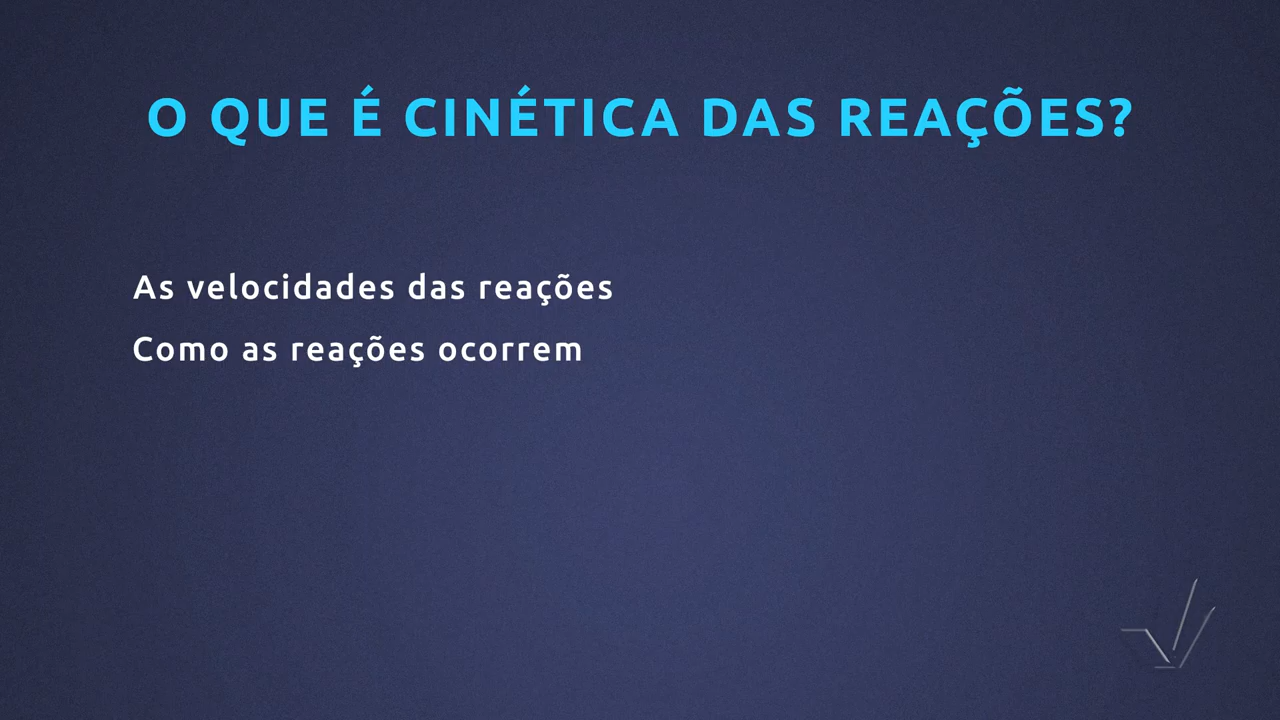 O QUE É CINÉTICA DAS REAÇÕES?
As velocidades das reações
Como as reações ocorrem